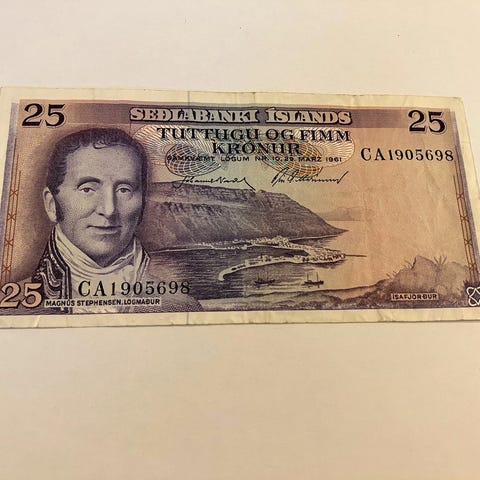 25 SEÐLABANKI ÍSLANDS 25
TUTTUGU OG FIMM
KRÓNUR
SAMKVÆMT LÖGUM NR. 10, 29. MARZ 1961
CA1905698
CA1905698
25
MAGNÚS STEPHENSEN, LÖGMAÐUR
ÍSAFJÖRÐUR